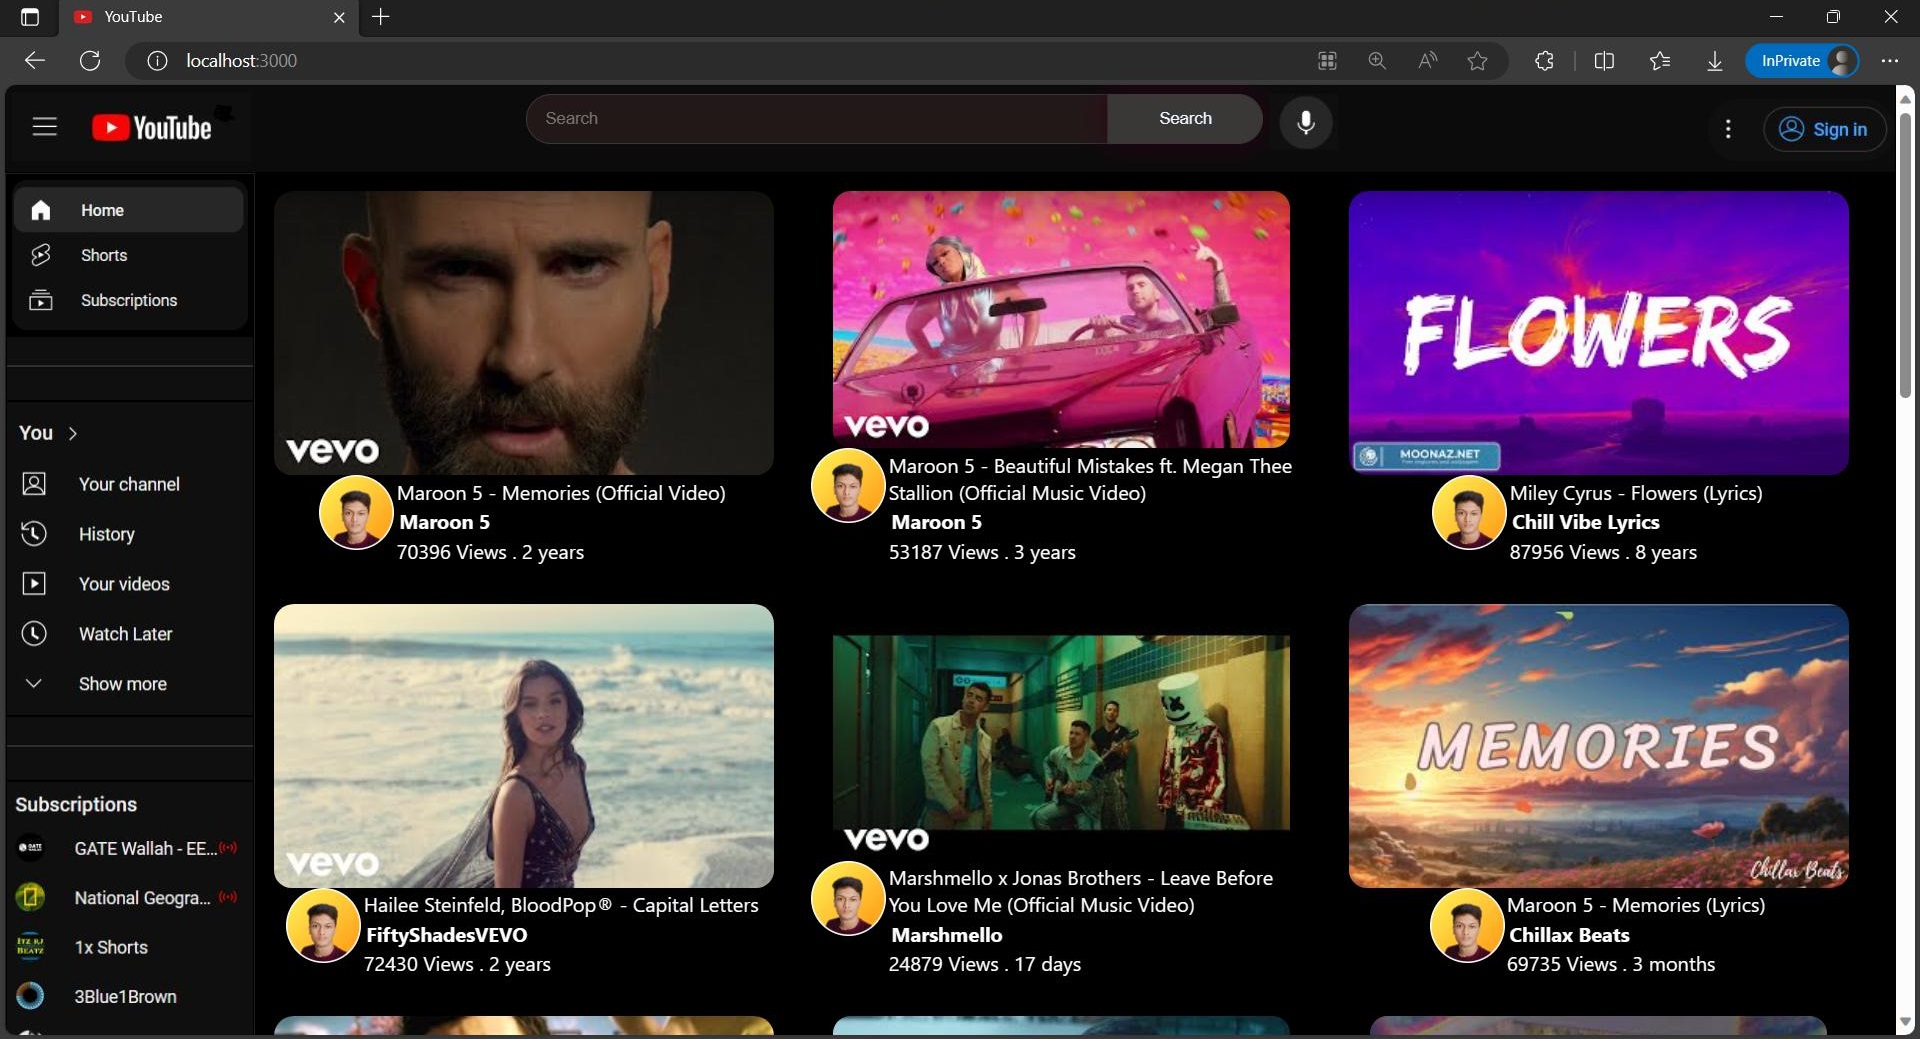 YouTube
localhost:3000
InPrivate
YouTube
Search
Search
Sign in
Home
Shorts
Subscriptions
You
Your channel
History
Your videos
Watch Later
Show more
Subscriptions
GATE Wallah - EE...
National Geogra...
1x Shorts
3Blue1Brown
vevo
Maroon 5 - Memories (Official Video)
Maroon 5
70396 Views . 2 years
vevo
Maroon 5 - Beautiful Mistakes ft. Megan Thee
Stallion (Official Music Video)
Maroon 5
53187 Views . 3 years
FLOWERS
MOONAZ.NET
Miley Cyrus - Flowers (Lyrics)
Chill Vibe Lyrics
87956 Views . 8 years
vevo
Hailee Steinfeld, BloodPop® - Capital Letters
FiftyShadesVEVO
72430 Views . 2 years
vevo
Marshmello x Jonas Brothers - Leave Before
You Love Me (Official Music Video)
Marshmello
24879 Views . 17 days
MEMORIES
Chillax Beats
Maroon 5 - Memories (Lyrics)
Chillax Beats
69735 Views . 3 months